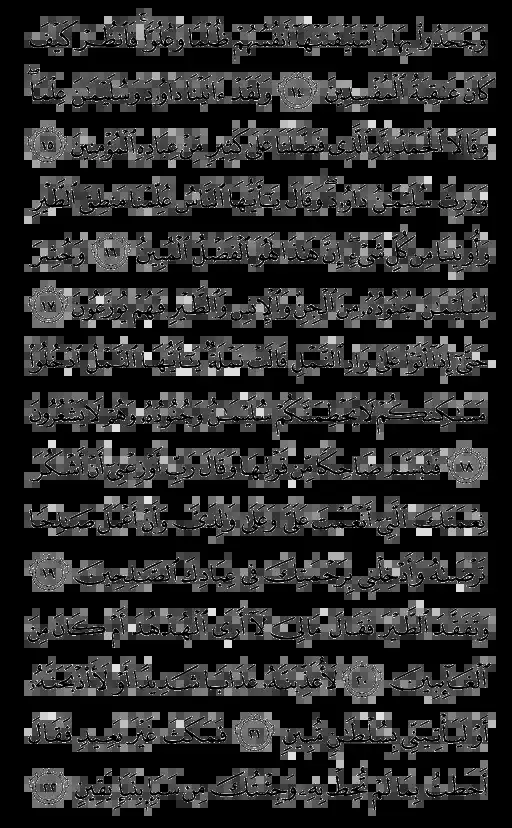 وَجَحَدُوا۟ بِهَا وَٱسْتَيْقَنَتْهَآ أَنفُسُهُمْ ظُلْمًا وَعُلُوًّا فَٱنظُرْ كَيْفَ
كَانَ عَـٰقِبَةُ ٱلْمُفْسِدِينَ ١٤ وَلَقَدْ ءَاتَيْنَا دَاوُۥدَ وَسُلَيْمَـٰنَ عِلْمًا
وَقَالَا ٱلْحَمْدُ لِلَّهِ ٱلَّذِى فَضَّلَنَا عَلَىٰ كَثِيرٍ مِّنْ عِبَادِهِ ٱلْمُؤْمِنِينَ ١٥
وَوَرِثَ سُلَيْمَـٰنُ دَاوُۥدَ وَقَالَ يَـٰٓأَيُّهَا ٱلنَّاسُ عُلِّمْنَا مَنطِقَ ٱلطَّيْرِ
وَأُوتِينَا مِن كُلِّ شَىْءٍ إِنَّ هَـٰذَا لَهُوَ ٱلْفَضْلُ ٱلْمُبِينُ ١٦ وَحُشِرَ
لِسُلَيْمَـٰنَ جُنُودُهُۥ مِنَ ٱلْجِنِّ وَٱلْإِنسِ وَٱلطَّيْرِ فَهُمْ يُوزَعُونَ ١٧
حَتَّىٰٓ إِذَآ أَتَوْا۟ عَلَىٰ وَادِ ٱلنَّمْلِ قَالَتْ نَمْلَةٌ يَـٰٓأَيُّهَا ٱلنَّمْلُ ٱدْخُلُوا۟
مَسَـٰكِنَكُمْ لَا يَحْطِمَنَّكُمْ سُلَيْمَـٰنُ وَجُنُودُهُۥ وَهُمْ لَا يَشْعُرُونَ
١٨ فَتَبَسَّمَ ضَاحِكًا مِّن قَوْلِهَا وَقَالَ رَبِّ أَوْزِعْنِىٓ أَنْ أَشْكُرَ
نِعْمَتَكَ ٱلَّتِىٓ أَنْعَمْتَ عَلَىَّ وَعَلَىٰ وَٰلِدَىَّ وَأَنْ أَعْمَلَ صَـٰلِحًا
تَرْضَىٰهُ وَأَدْخِلْنِى بِرَحْمَتِكَ فِى عِبَادِكَ ٱلصَّـٰلِحِينَ ١٩
وَتَفَقَّدَ ٱلطَّيْرَ فَقَالَ مَالِىَ لَآ أَرَى ٱلْهُدْهُدَ أَمْ كَانَ مِنَ
ٱلْغَآئِبِينَ ٢٠ لَأُعَذِّبَنَّهُۥ عَذَابًا شَدِيدًا أَوْ لَأَا۟ذْبَحَنَّهُۥٓ
أَوْ لَيَأْتِيَنِّى بِسُلْطَـٰنٍ مُّبِينٍ ٢١ فَمَكَثَ غَيْرَ بَعِيدٍ فَقَالَ
أَحَطتُ بِمَا لَمْ تُحِطْ بِهِۦ وَجِئْتُكَ مِن سَبَإٍۭ بِنَبَإٍ يَقِينٍ ٢٢